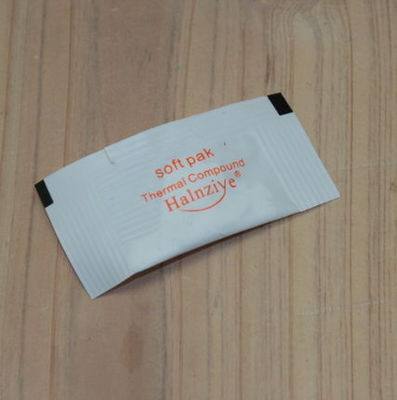 soft pak
Thermal Compound
Halnziye®